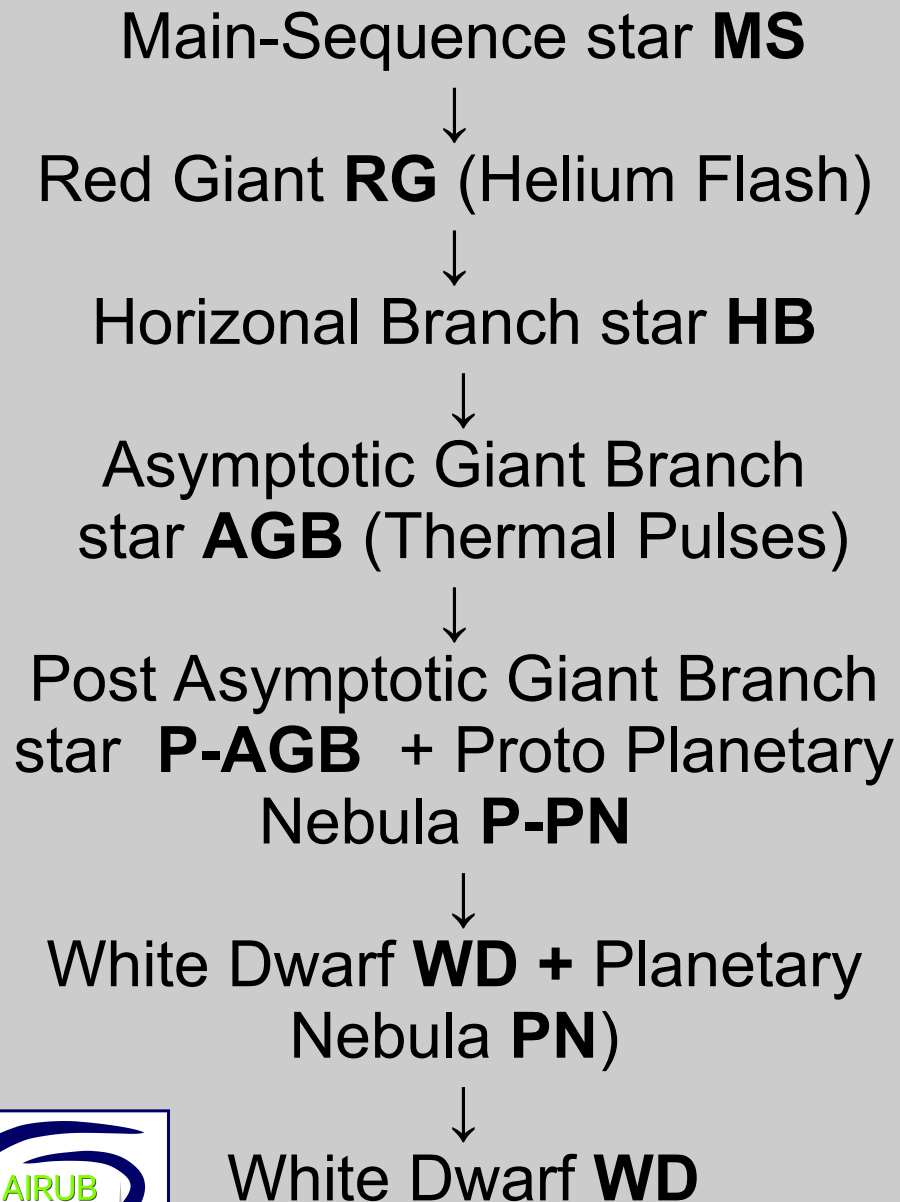 Main-Sequence star MS
↓
Red Giant RG (Helium Flash)
↓
Horizonal Branch star HB
↓
Asymptotic Giant Branch
star AGB (Thermal Pulses)
↓
Post Asymptotic Giant Branch
star P-AGB + Proto Planetary
Nebula P-PN
↓
White Dwarf WD + Planetary
Nebula PN)
↓
White Dwarf WD
AIRUB